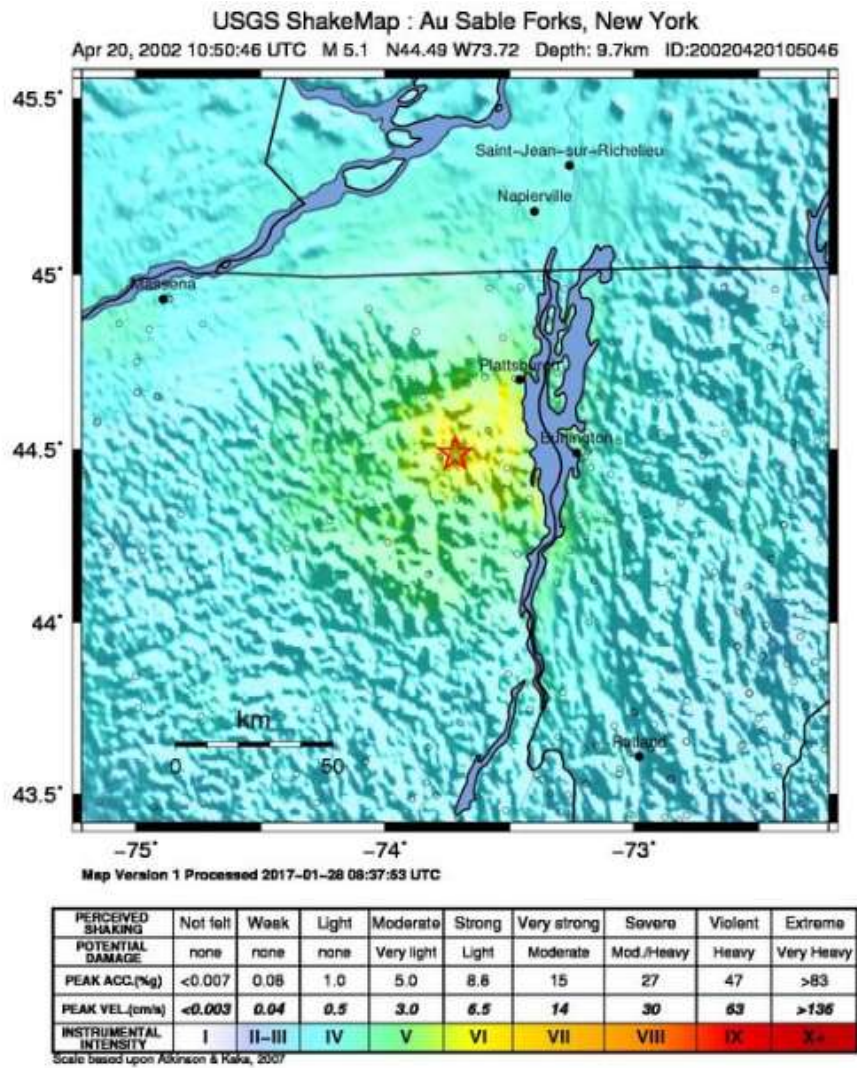 USGS ShakeMap : Au Sable Forks, New York
Apr 20, 2002 10:50:46 UTC M 5.1 N44.49 W73.72 Depth: 9.7km ID:20020420105046
45.5°
Saint-Jean-sur-Richelieu
Napierville
45°
Massena
Plattsburgh
44.5°
Burlington
44°
km
Rutland
0 50
43.5°
-75° -74° -73°
Map Version 1 Processed 2017-01-28 08:37:53 UTC
PERCEIVED SHAKING Not felt Weak Light Moderate Strong Very strong Severe Violent Extreme
POTENTIAL DAMAGE none none none Very light Light Moderate Mod./Heavy Heavy Very Heavy
PEAK ACC.(%g) <0.007 0.06 1.0 5.0 8.6 15 27 47 >83
PEAK VEL.(cm/s) <0.003 0.04 0.5 3.0 6.5 14 30 63 >136
INSTRUMENTAL INTENSITY I II-III IV V VI VII VIII IX X+
Scale based upon Atkinson & Kaka, 2007